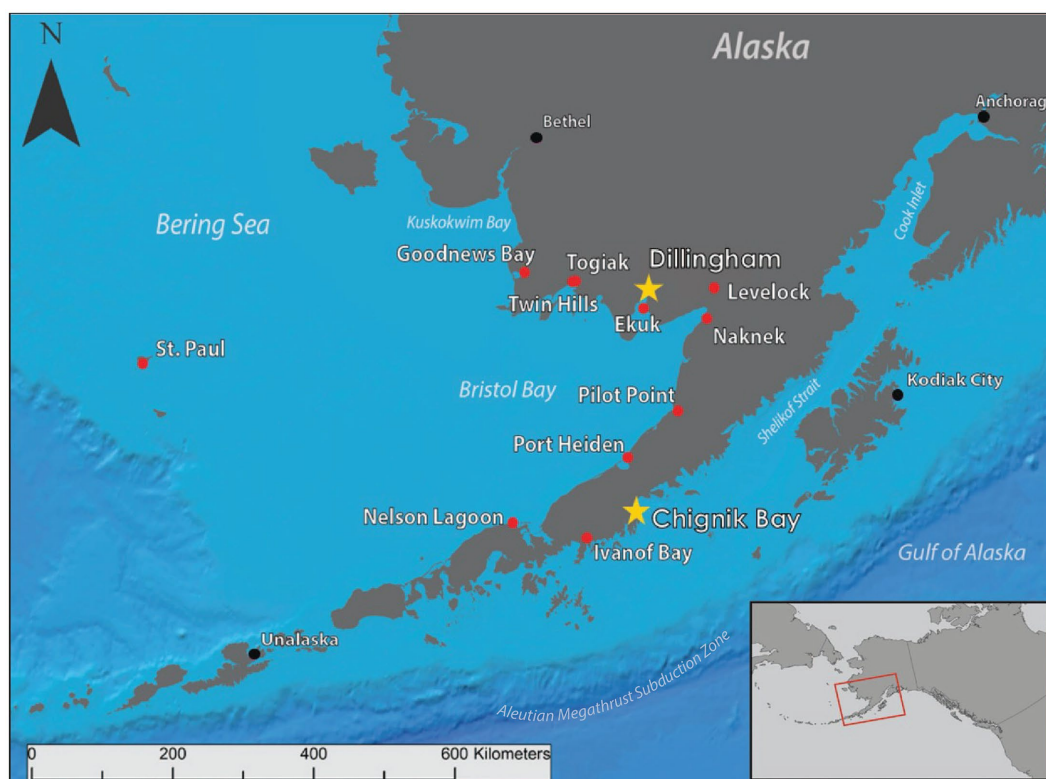 N
Alaska
Anchorag
Bethel
Cook Inlet
Kuskokwim Bay
Bering Sea
Goodnews Bay
Togiak
Dillingham
Twin Hills
Levelock
Ekuk
Naknek
St. Paul
Kodiak City
Bristol Bay
Pilot Point
Shelikof Strait
Port Heiden
Nelson Lagoon
Chignik Bay
Ivanof Bay
Gulf of Alaska
Unalaska
Aleutian Megathrust Subduction Zone
0 200 400 600 Kilometers